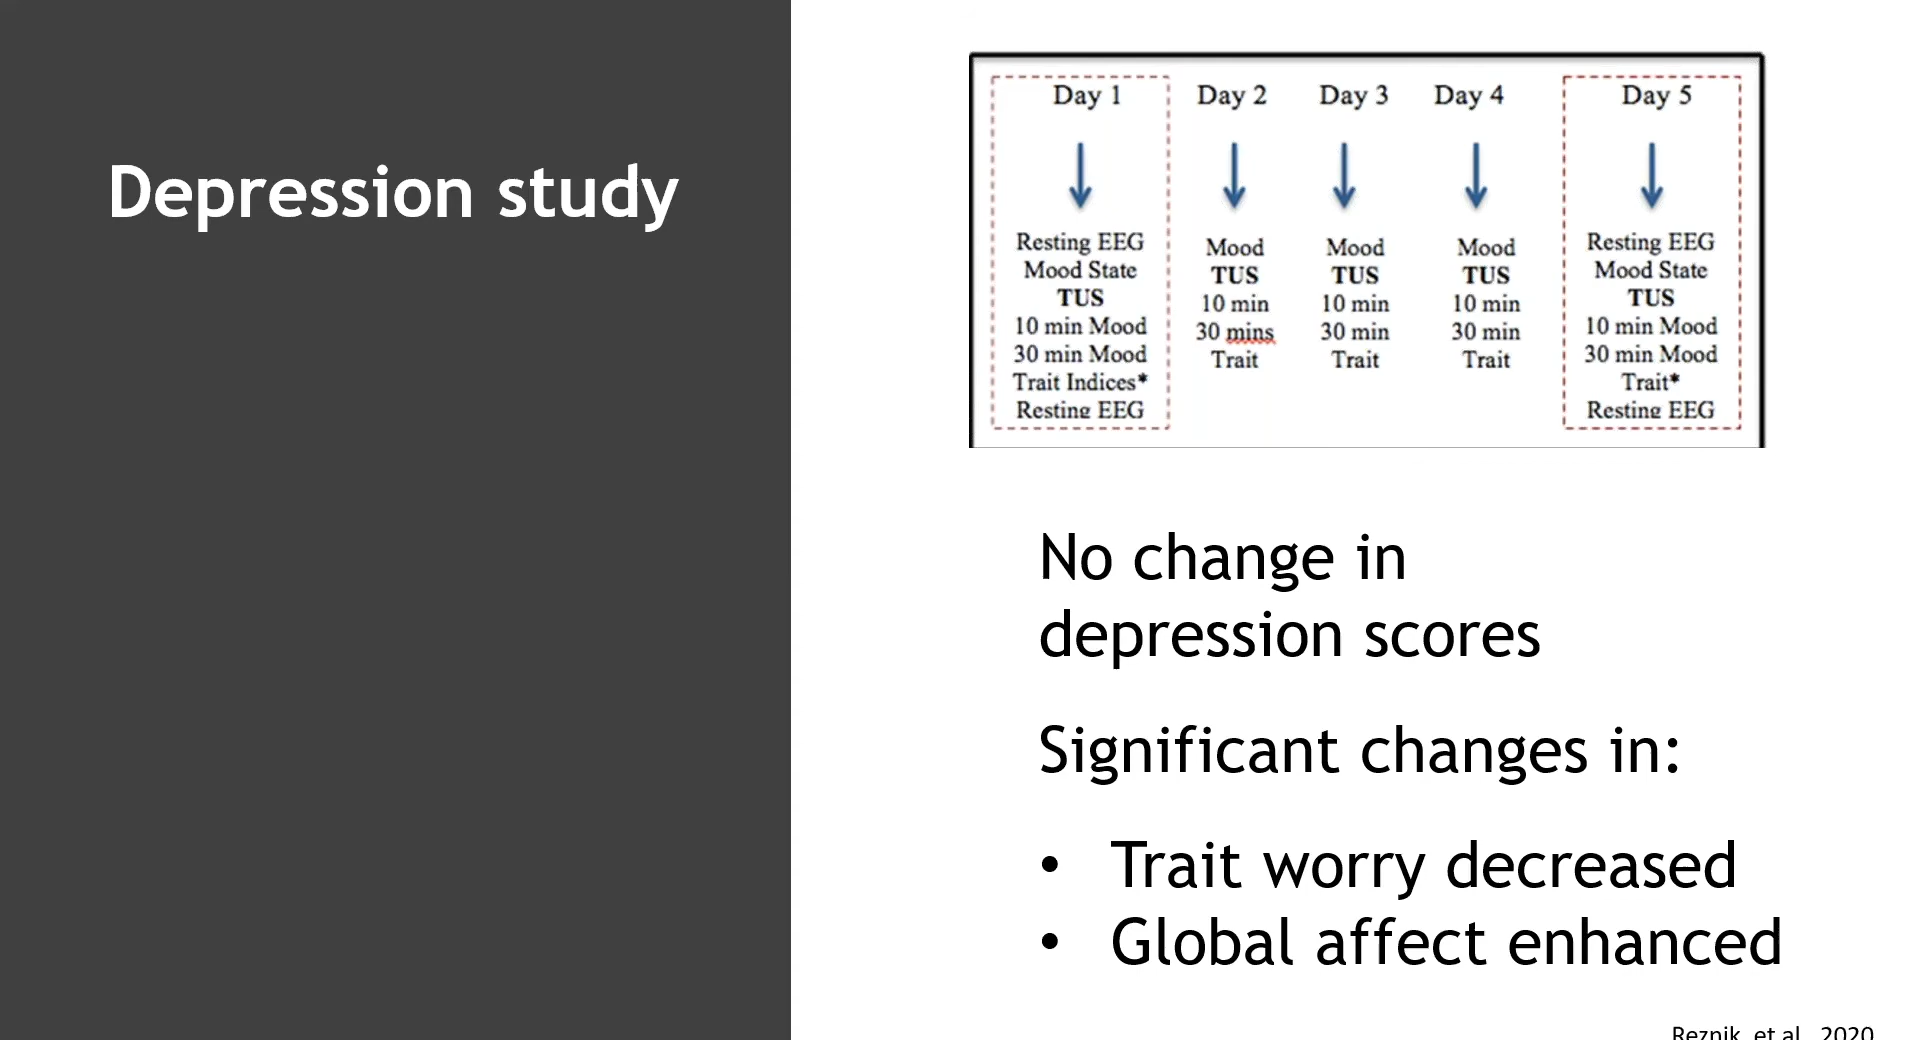 Depression study
Day 1
Resting EEG
Mood State
TUS
10 min Mood
30 min Mood
Trait Indices*
Resting EEG
Day 2
Mood
TUS
10 min
30 mins
Trait
Day 3
Mood
TUS
10 min
30 min
Trait
Day 4
Mood
TUS
10 min
30 min
Trait
Day 5
Resting EEG
Mood State
TUS
10 min Mood
30 min Mood
Trait*
Resting EEG
No change in
depression scores
Significant changes in:
• Trait worry decreased
• Global affect enhanced
Reznik, et al., 2020